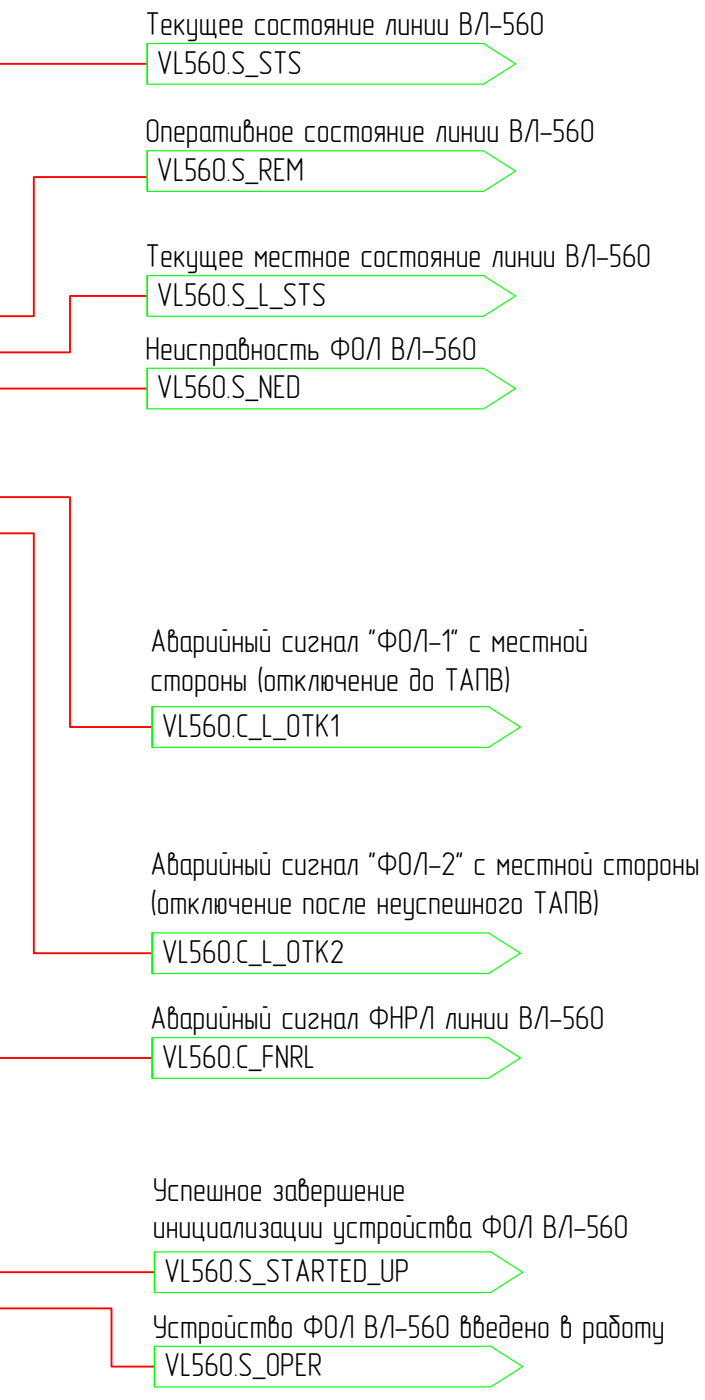 Текущее состояние линии ВЛ-560
VL560.S_STS
Оперативное состояние линии ВЛ-560
VL560.S_REM
Текущее местное состояние линии ВЛ-560
VL560.S_L_STS
Неисправность ФОЛ ВЛ-560
VL560.S_NED
Аварийный сигнал "ФОЛ-1" с местной
стороны (отключение до ТАПВ)
VL560.C_L_OTK1
Аварийный сигнал "ФОЛ-2" с местной стороны
(отключение после неуспешного ТАПВ)
VL560.C_L_OTK2
Аварийный сигнал ФНРЛ линии ВЛ-560
VL560.C_FNRL
Успешное завершение
инициализации устройства ФОЛ ВЛ-560
VL560.S_STARTED_UP
Устройство ФОЛ ВЛ-560 введено в работу
VL560.S_OPER